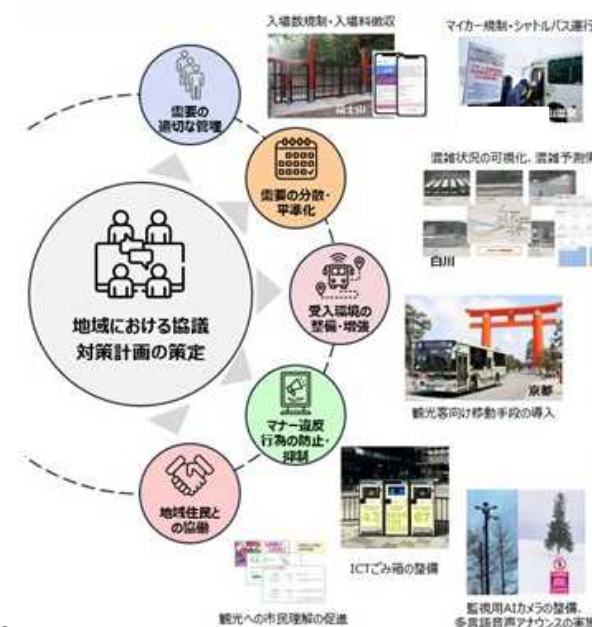 入場数規制・入場料徴収
マイカー規制・シャトルバス運行
需要の
適切な管理
富士山
混雑状況の可視化、混雑予測情
需要の分散・
平準化
白川
受入環境の
整備・増強
地域における協議
対策計画の策定
京都
観光客向け移動手段の導入
マナー違反
行為の防止・
抑制
地域住民と
の協働
ICTごみ箱の整備
観光への市民理解の促進
監視用AIカメラの整備、
多言語音声アナウンスの実施